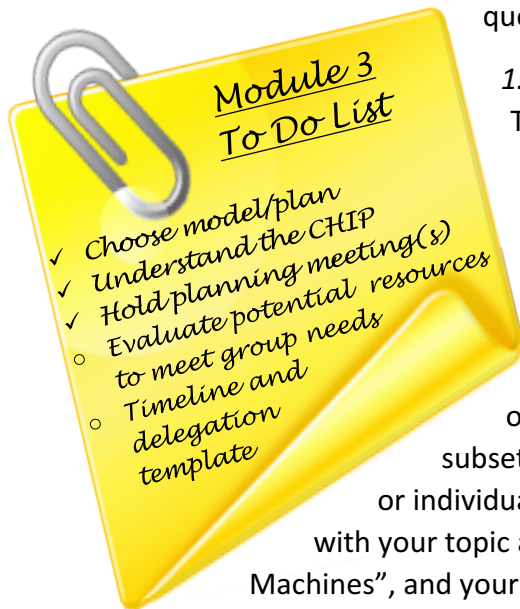 que
1.
T
Module 3
To Do List
✓ Choose model/plan
✓ Understand the CHIP
✓ Hold planning meeting(s)
○ Evaluate potential resources
to meet group needs
○ Timeline and
delegation
template
o
subset
or individua
with your topic a
Machines”, and your